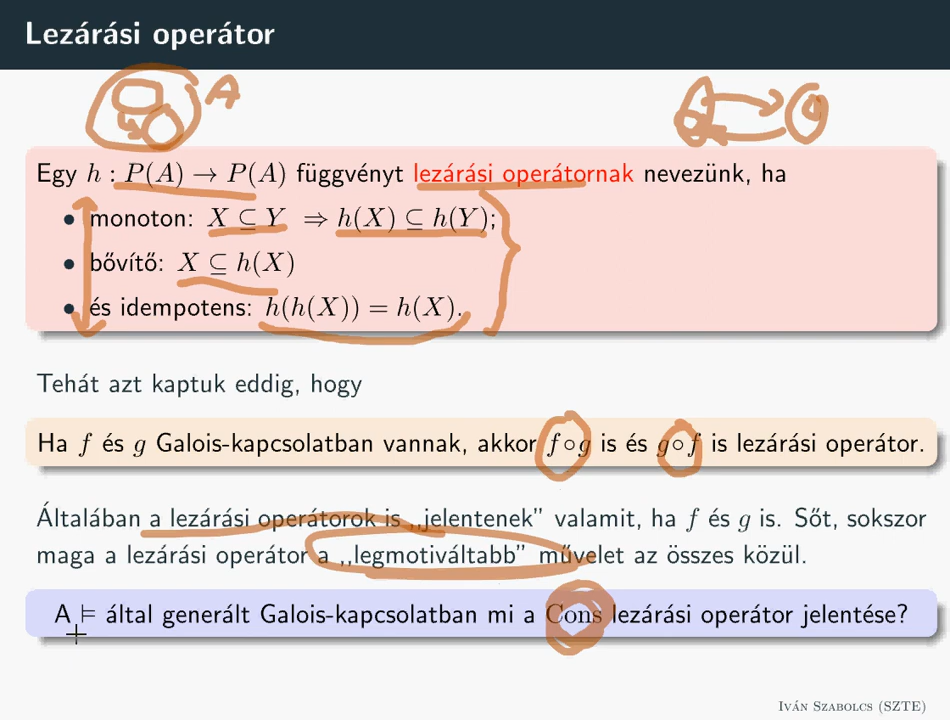 Lezárási operátor
A
Egy h : P(A) → P(A) függvényt lezárási operátornak nevezünk, ha
• monoton: X ⊆ Y ⇒ h(X) ⊆ h(Y);
• bővítő: X ⊆ h(X)
• és idempotens: h(h(X)) = h(X).
Tehát azt kaptuk eddig, hogy
Ha f és g Galois-kapcsolatban vannak, akkor f∘g is és g∘f is lezárási operátor.
Általában a lezárási operátorok is ,,jelentenek” valamit, ha f és g is. Sőt, sokszor
maga a lezárási operátor a ,,legmotiváltabb” művelet az összes közül.
A ⊨ által generált Galois-kapcsolatban mi a Cons lezárási operátor jelentése?
Iván Szabolcs (SZTE)